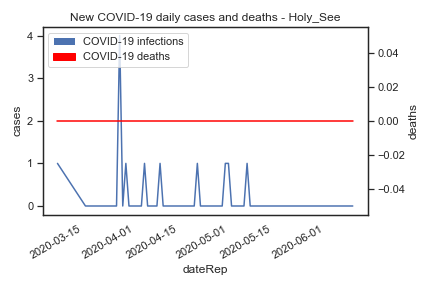 New COVID-19 daily cases and deaths - Holy_See
COVID-19 infections
COVID-19 deaths
4
3
2
1
0
cases
0.04
0.02
0.00
−0.02
−0.04
deaths
2020-03-15
2020-04-01
2020-04-15
2020-05-01
2020-05-15
2020-06-01
dateRep